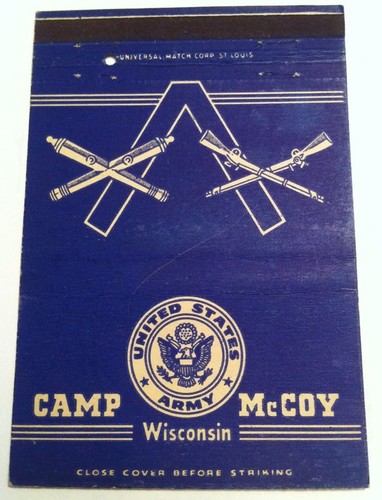 UNIVERSAL MATCH CORP. ST. LOUIS
UNITED STATES
ARMY
CAMP McCOY
Wisconsin
CLOSE COVER BEFORE STRIKING